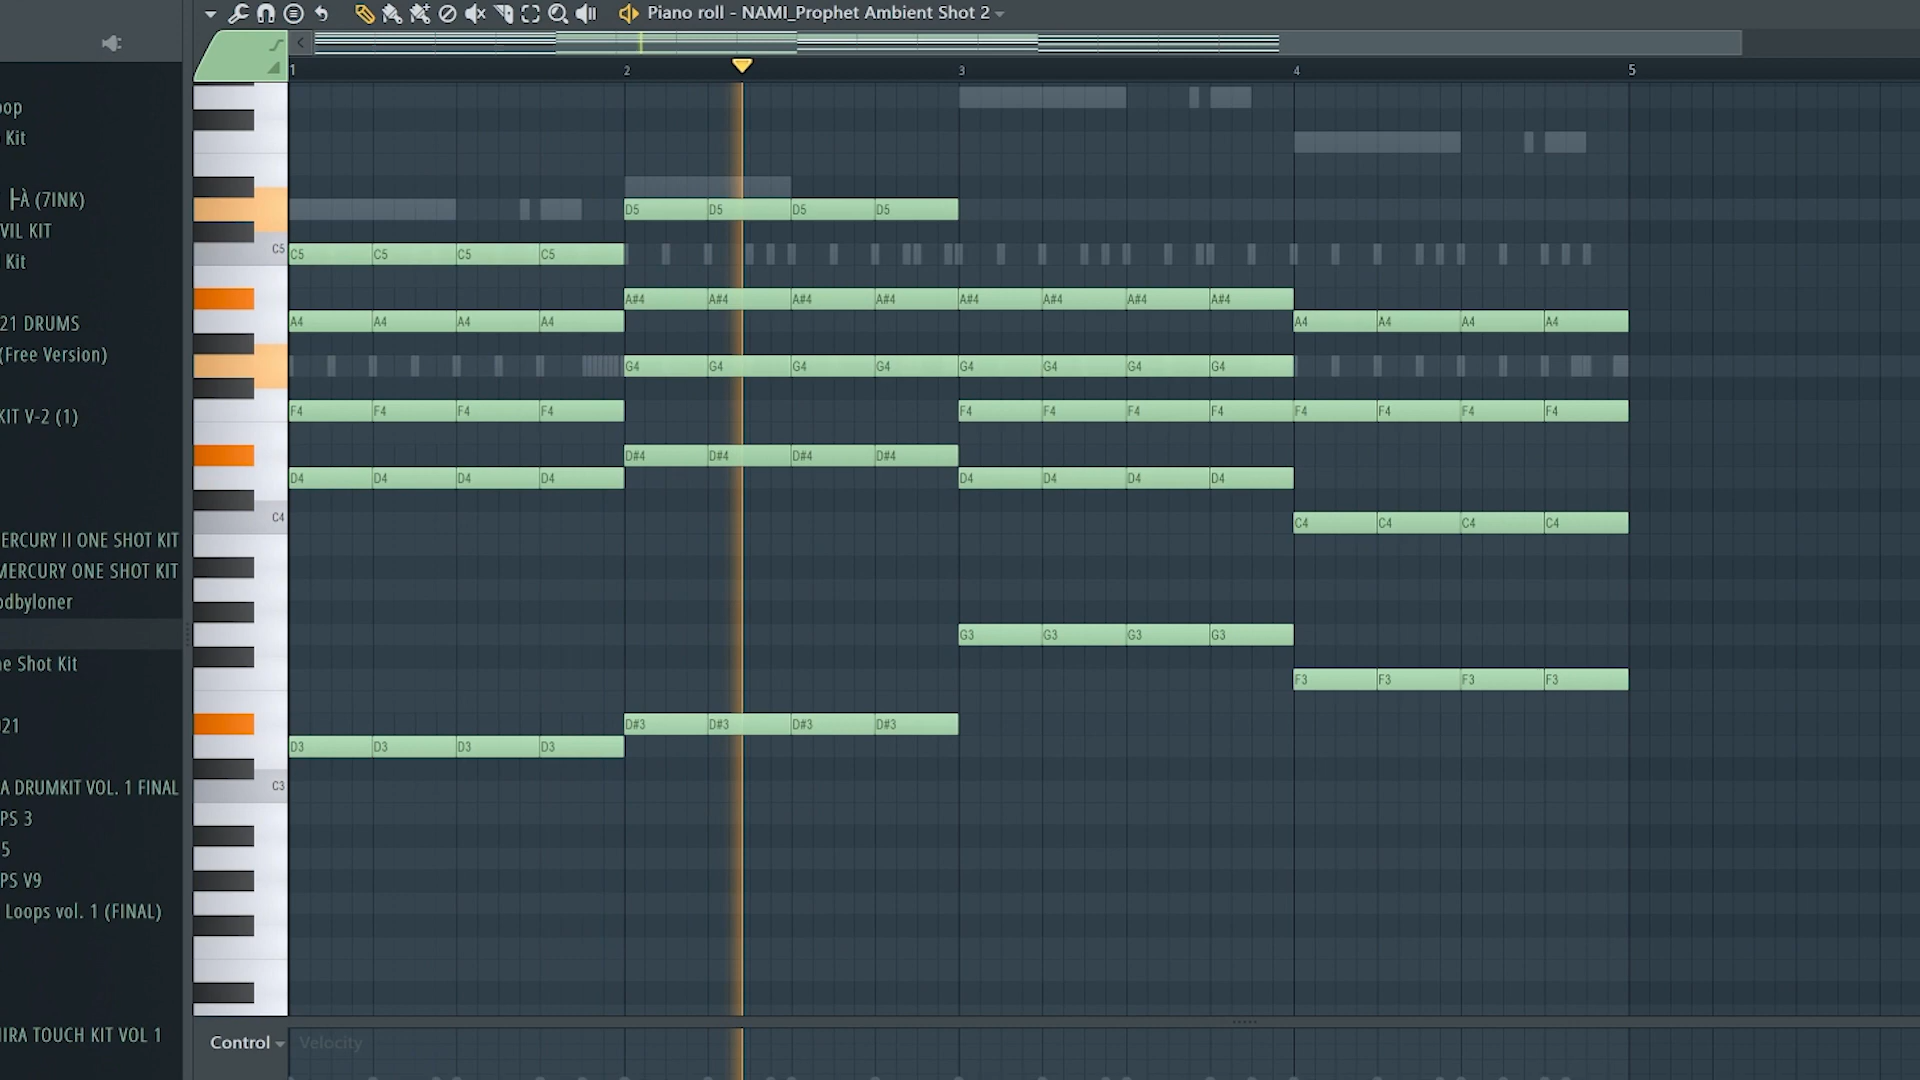 Piano roll - NAMI_Prophet Ambient Shot 2
1 2 3 4 5
oop
Kit
├À (7INK)
VIL KIT
Kit
21 DRUMS
(Free Version)
KIT V-2 (1)
ERCURY II ONE SHOT KIT
MERCURY ONE SHOT KIT
odbyloner
ne Shot Kit
021
A DRUMKIT VOL. 1 FINAL
PS 3
5
PS V9
Loops vol. 1 (FINAL)
HIRA TOUCH KIT VOL 1
D5 D5 D5 D5
C5 C5 C5 C5 C5
A#4 A#4 A#4 A#4 A#4 A#4 A#4 A#4
A4 A4 A4 A4 A4 A4 A4 A4
G4 G4 G4 G4 G4 G4 G4 G4
F4 F4 F4 F4 F4 F4 F4 F4 F4 F4 F4 F4
D#4 D#4 D#4 D#4
D4 D4 D4 D4 D4 D4 D4 D4
C4 C4 C4 C4 C4
G3 G3 G3 G3
F3 F3 F3 F3
D#3 D#3 D#3 D#3
D3 D3 D3 D3
C3
Control Velocity